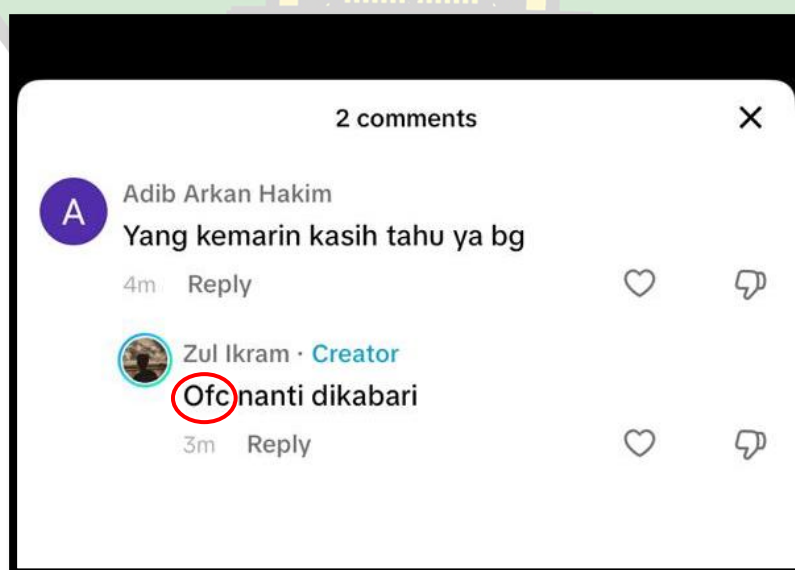 2 comments
A
Adib Arkan Hakim
Yang kemarin kasih tahu ya bg
4m Reply
Zul Ikram · Creator
Ofc nanti dikabari
3m Reply